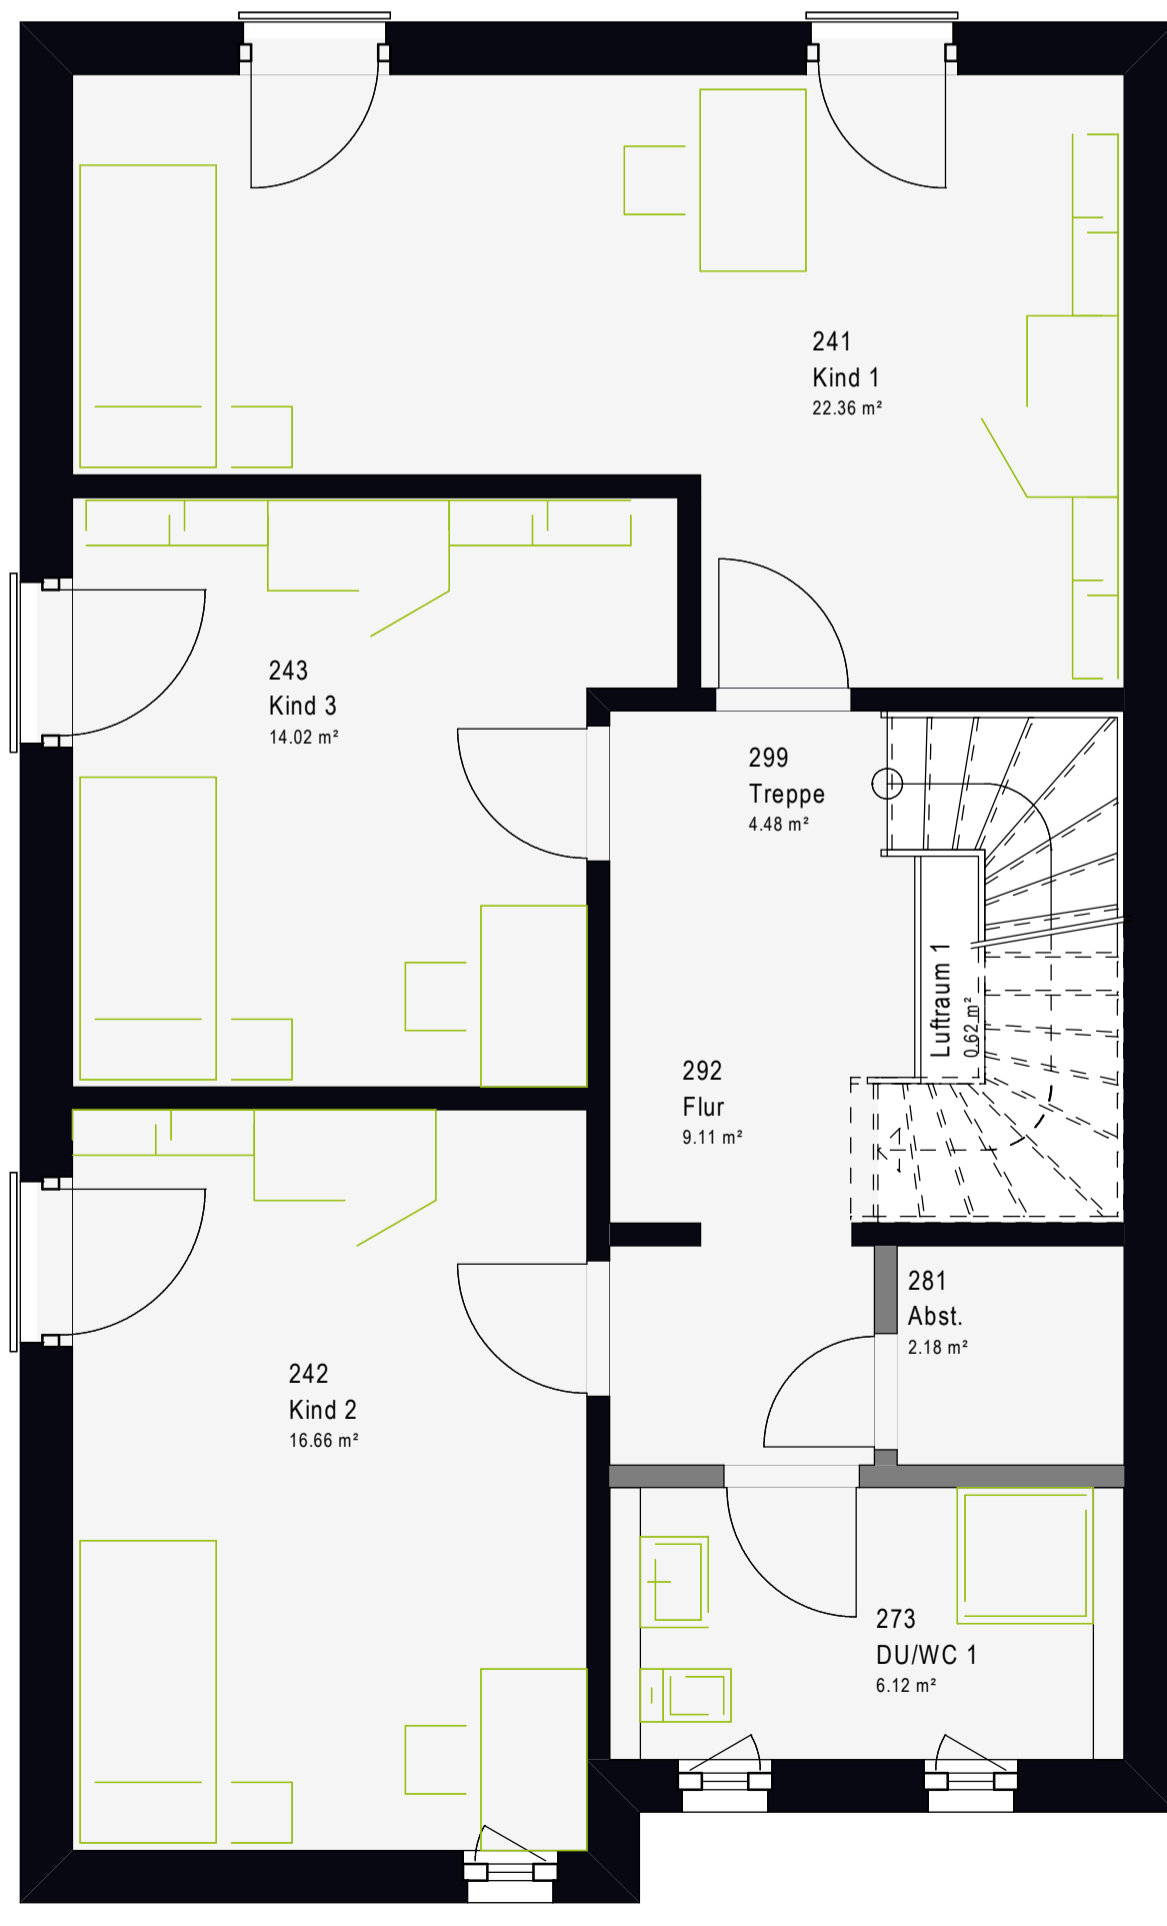 241
Kind 1
22.36 m²
243
Kind 3
14.02 m²
299
Treppe
4.48 m²
Luftraum 1
0.62 m²
292
Flur
9.11 m²
281
Abst.
2.18 m²
242
Kind 2
16.66 m²
273
DU/WC 1
6.12 m²